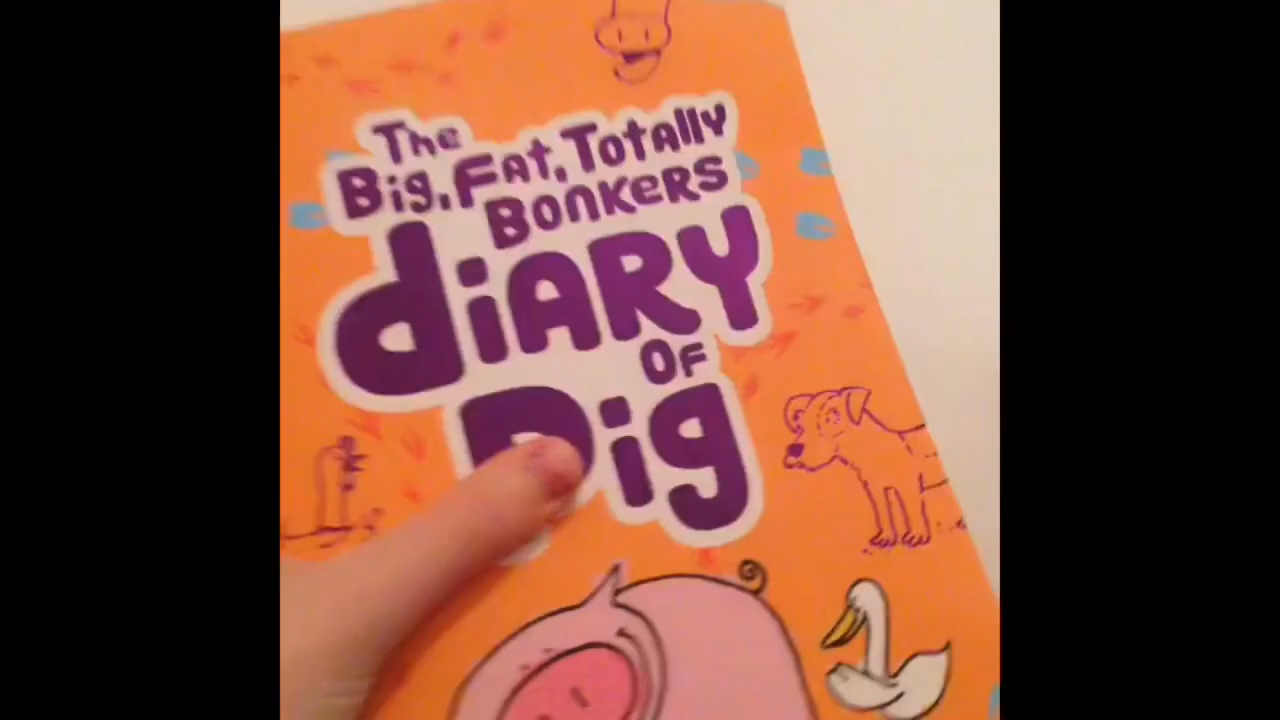 The
Big, Fat, Totally
Bonkers
diARY
OF
Pig